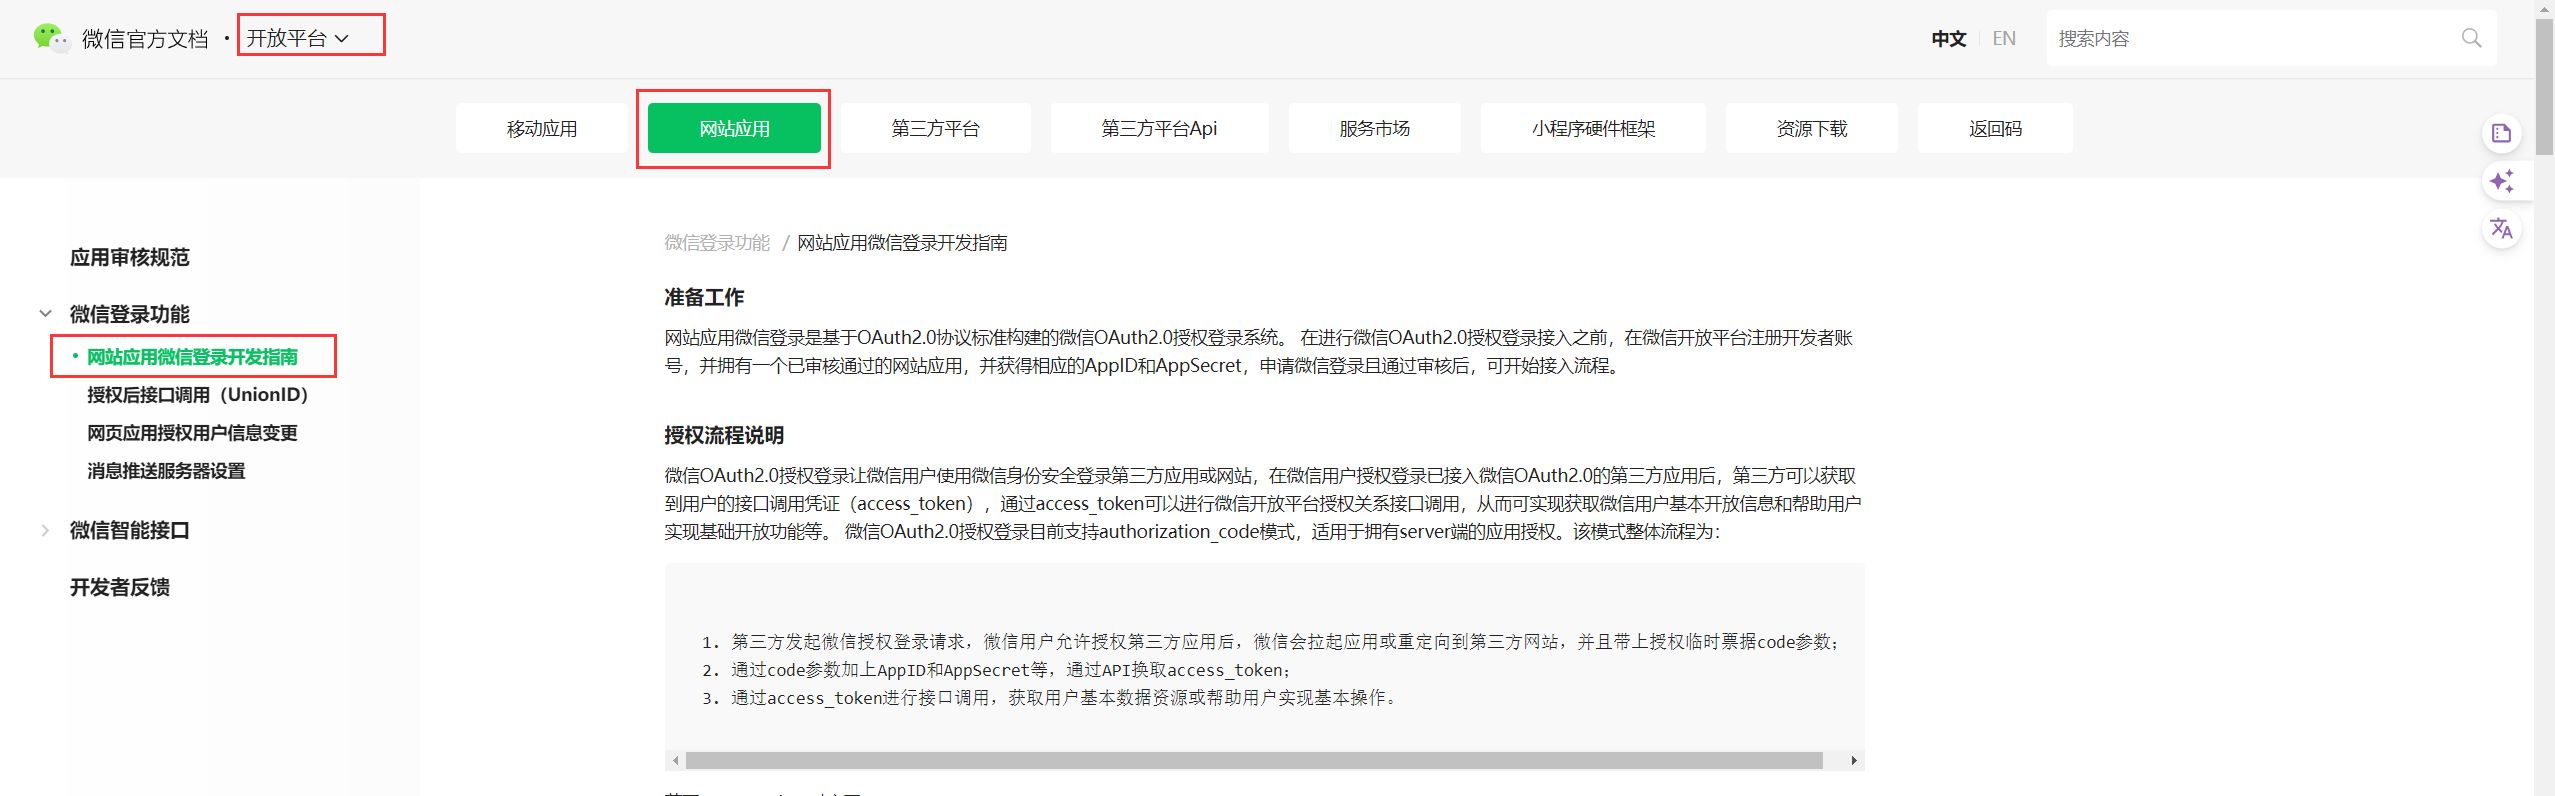 微信官方文档 · 开放平台
中文 EN 搜索内容
移动应用 网站应用 第三方平台 第三方平台Api 服务市场 小程序硬件框架 资源下载 返回码
应用审核规范
微信登录功能
· 网站应用微信登录开发指南
授权后接口调用（UnionID）
网页应用授权用户信息变更
消息推送服务器设置
微信智能接口
开发者反馈
微信登录功能 / 网站应用微信登录开发指南
准备工作
网站应用微信登录是基于OAuth2.0协议标准构建的微信OAuth2.0授权登录系统。 在进行微信OAuth2.0授权登录接入之前，在微信开放平台注册开发者账
号，并拥有一个已审核通过的网站应用，并获得相应的AppID和AppSecret，申请微信登录且通过审核后，可开始接入流程。
授权流程说明
微信OAuth2.0授权登录让微信用户使用微信身份安全登录第三方应用或网站，在微信用户授权登录已接入微信OAuth2.0的第三方应用后，第三方可以获取
到用户的接口调用凭证（access_token），通过access_token可以进行微信开放平台授权关系接口调用，从而可实现获取微信用户基本开放信息和帮助用户
实现基础开放功能等。 微信OAuth2.0授权登录目前支持authorization_code模式，适用于拥有server端的应用授权。该模式整体流程为：
1. 第三方发起微信授权登录请求，微信用户允许授权第三方应用后，微信会拉起应用或重定向到第三方网站，并且带上授权临时票据code参数；
2. 通过code参数加上AppID和AppSecret等，通过API换取access_token；
3. 通过access_token进行接口调用，获取用户基本数据资源或帮助用户实现基本操作。